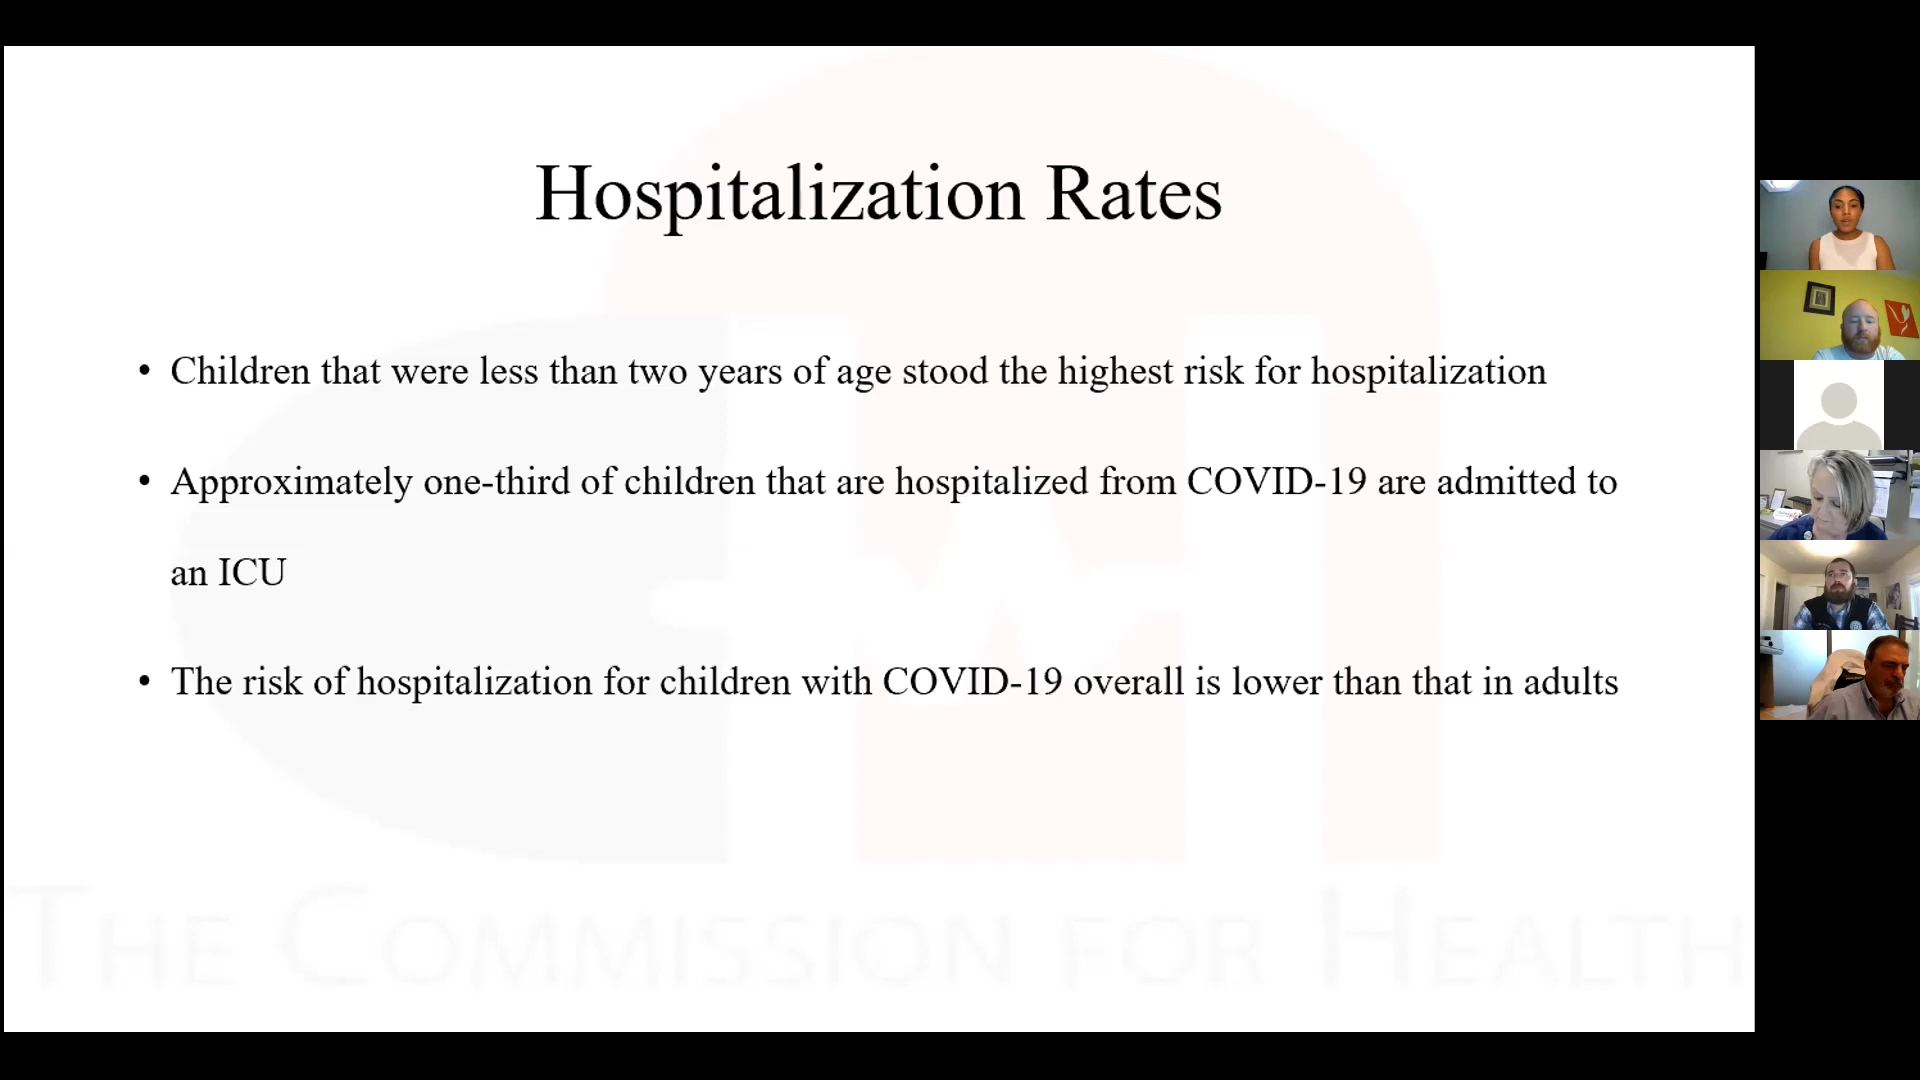 Hospitalization Rates
• Children that were less than two years of age stood the highest risk for hospitalization
• Approximately one-third of children that are hospitalized from COVID-19 are admitted to
an ICU
• The risk of hospitalization for children with COVID-19 overall is lower than that in adults
THE COMMISSION FOR HEALTH